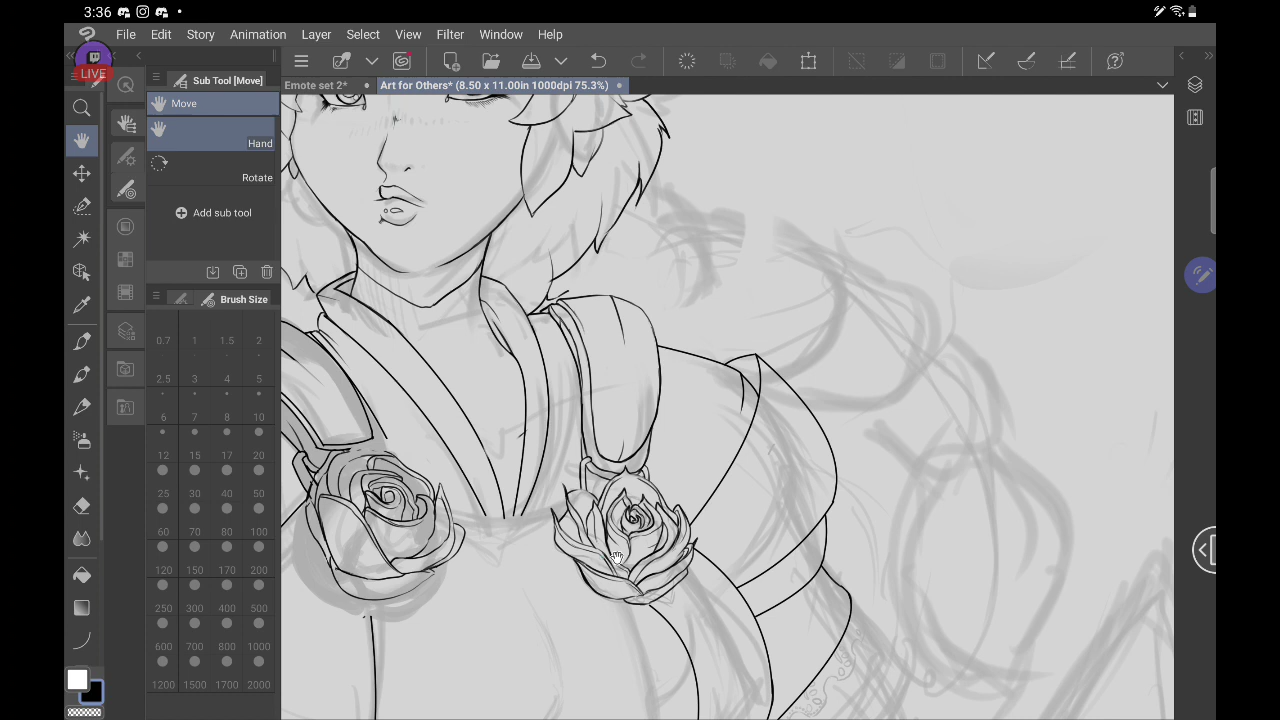 3:36
File Edit Story Animation Layer Select View Filter Window Help
LIVE
Sub Tool [Move]
Emote set 2*
Art for Others* (8.50 x 11.00in 1000dpi 75.3%)
Move
Hand
Rotate
Add sub tool
Brush Size
0.7 1 1.5 2
2.5 3 4 5
6 7 8 10
12 15 17 20
25 30 40 50
60 70 80 100
120 150 170 200
250 300 400 500
600 700 800 1000
1200 1500 1700 2000